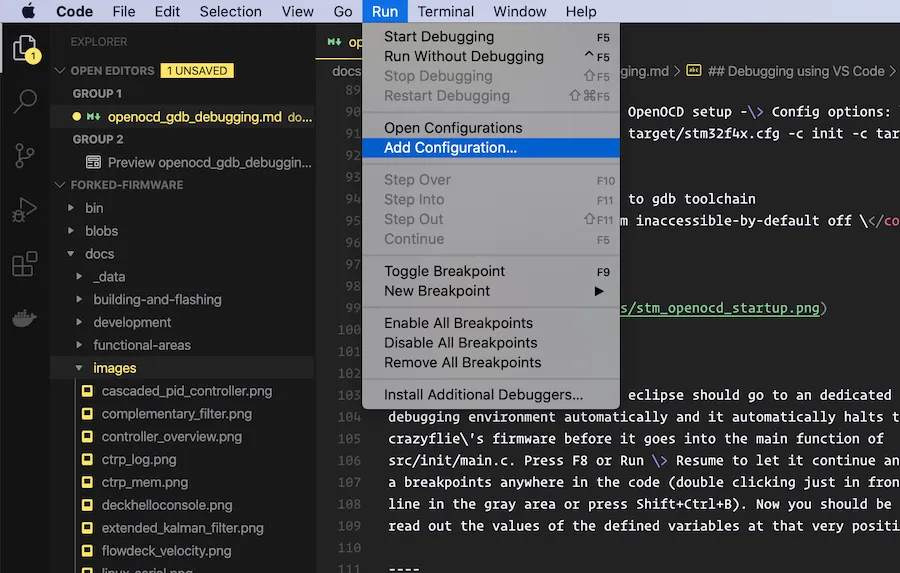 Code File Edit Selection View Go Run Terminal Window Help
EXPLORER
OPEN EDITORS 1 UNSAVED
GROUP 1
openocd_gdb_debugging.md do...
GROUP 2
Preview openocd_gdb_debuggin...
FORKED-FIRMWARE
bin
blobs
docs
_data
building-and-flashing
development
functional-areas
images
cascaded_pid_controller.png
complementary_filter.png
controller_overview.png
ctrp_log.png
ctrp_mem.png
deckhelloconsole.png
extended_kalman_filter.png
flowdeck_velocity.png
1
Start Debugging F5
Run Without Debugging ^F5
Stop Debugging ⇧F5
Restart Debugging ⇧⌘F5
Open Configurations
Add Configuration...
Step Over F10
Step Into F11
Step Out ⇧F11
Continue F5
Toggle Breakpoint F9
New Breakpoint ▶
Enable All Breakpoints
Disable All Breakpoints
Remove All Breakpoints
Install Additional Debuggers...
docs
ging.md > ## Debugging using VS Code >
89
90 OpenOCD setup -\> Config options:
91 target/stm32f4x.cfg -c init -c tar
92
93
94 to gdb toolchain
95 m inaccessible-by-default off \</co
96
97
98
99 s/stm_openocd_startup.png)
100
101
102
103 eclipse should go to an dedicated
104 debugging environment automatically and it automatically halts t
105 crazyflie\'s firmware before it goes into the main function of
106 src/init/main.c. Press F8 or Run \> Resume to let it continue an
107 a breakpoints anywhere in the code (double clicking just in fron
108 line in the gray area or press Shift+Ctrl+B). Now you should be
109 read out the values of the defined variables at that very positi
110
111 ----